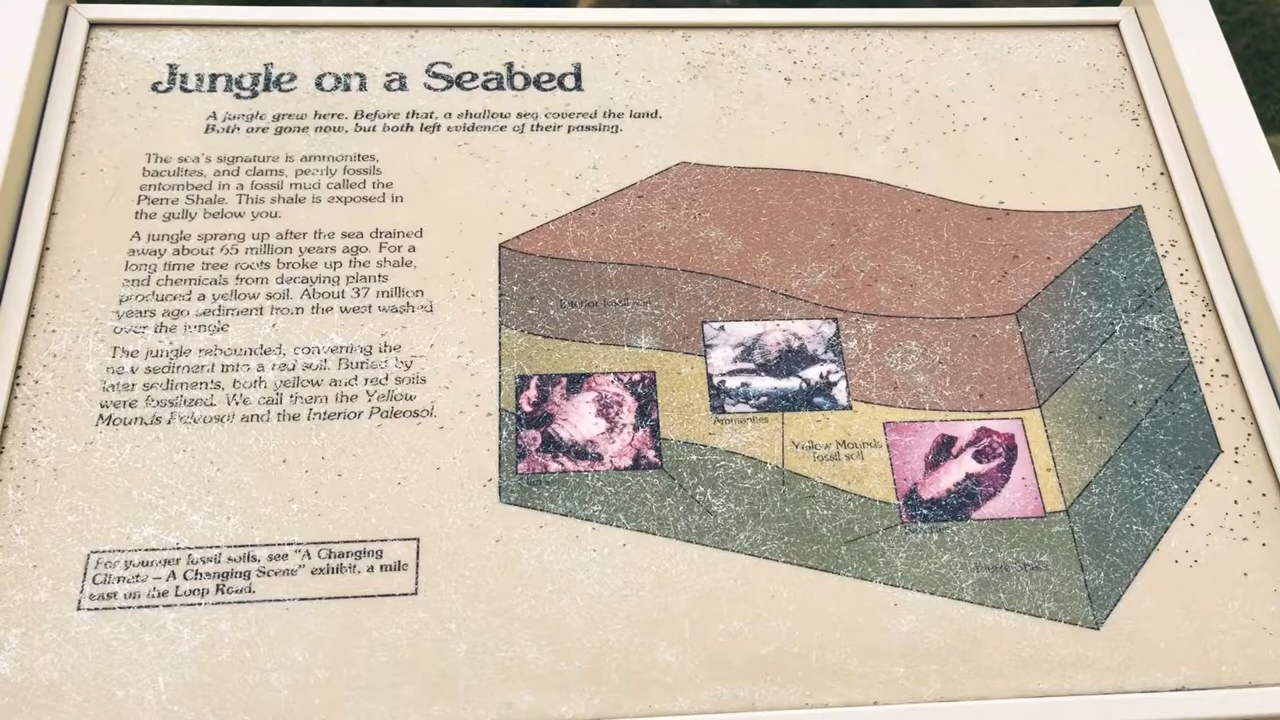 Jungle on a Seabed
A jungle grew here. Before that, a shallow sea covered the land.
Both are gone now, but both left evidence of their passing.
The sea's signature is ammonites,
baculites, and clams, pearly fossils
entombed in a fossil mud called the
Pierre Shale. This shale is exposed in
the gully below you.
A jungle sprang up after the sea drained
away about 65 million years ago. For a
long time tree roots broke up the shale,
and chemicals from decaying plants
produced a yellow soil. About 37 million
years ago sediment from the west washed
over the jungle
The jungle rebounded, converting the
new sediment into a red soil. Buried by
later sediments, both yellow and red soils
were fossilized. We call them the Yellow
Mounds Paleosol and the Interior Paleosol.
For younger fossil soils, see "A Changing
Climate – A Changing Scene" exhibit, a mile
east on the Loop Road.
Interior fossil soil
Ammonites
Yellow Mounds
fossil soil
Pierre Shale